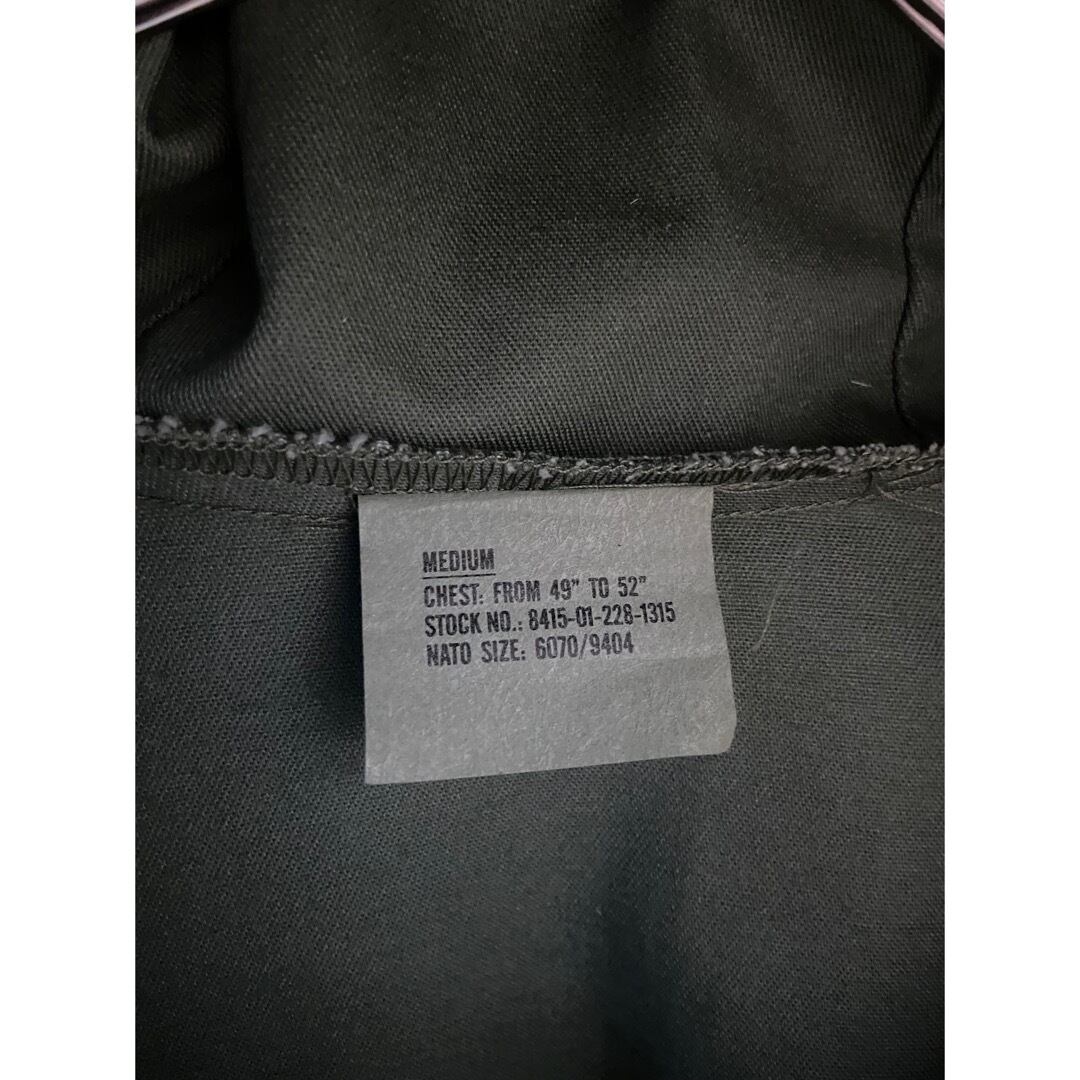 MEDIUM
CHEST: FROM 49" TO 52"
STOCK NO.: 8415-01-228-1315
NATO SIZE: 6070/9404